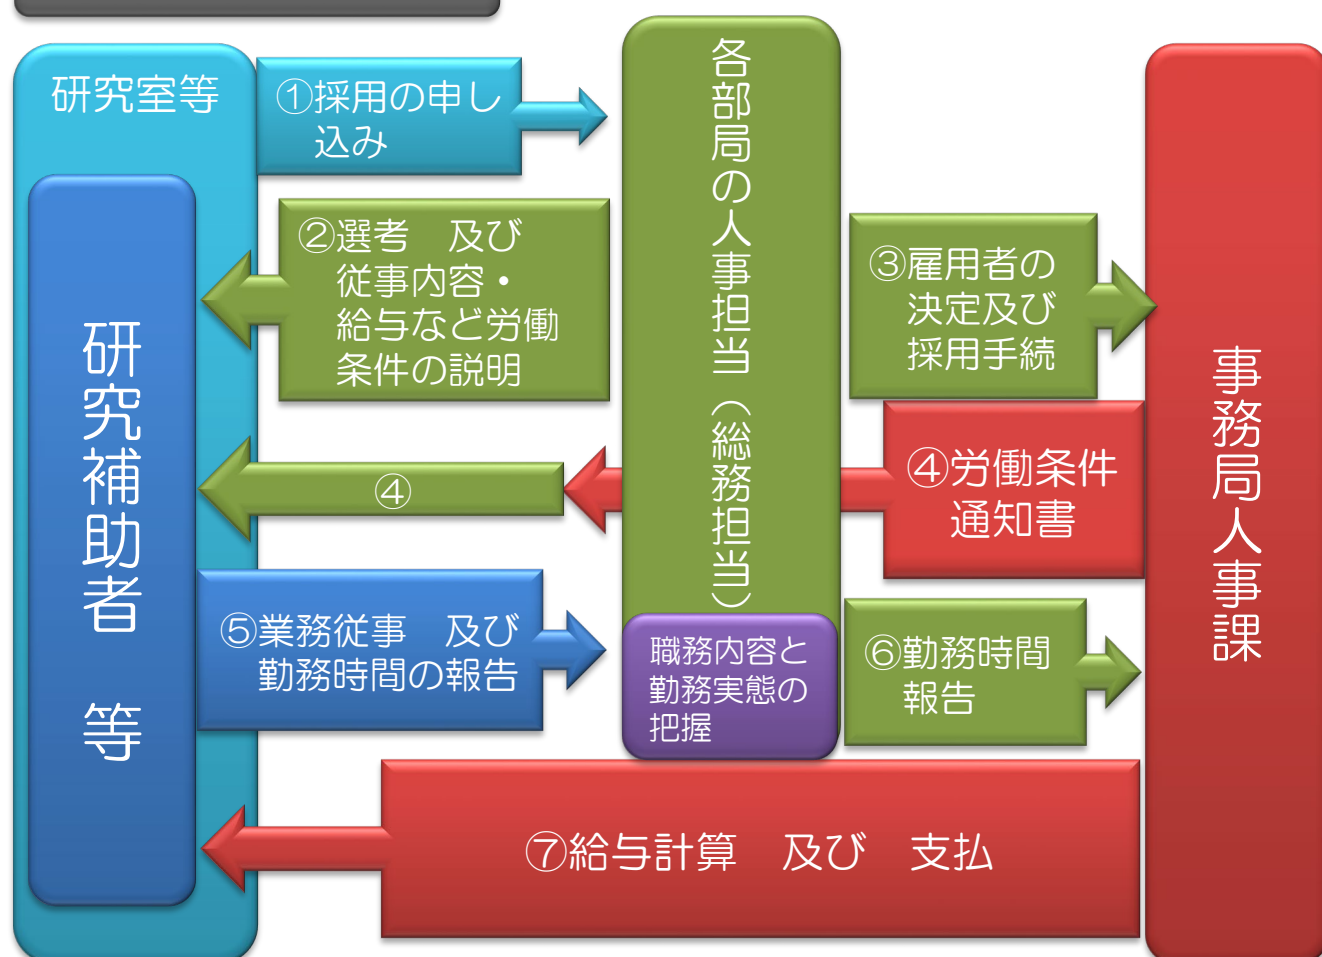 研究室等
①採用の申し
込み
各部局の人事担当（総務担当）
②選考　及び
従事内容・
給与など労働
条件の説明
③雇用者の
決定及び
採用手続
研究補助者　等
事務局人事課
④
④労働条件
通知書
⑤業務従事　及び
勤務時間の報告
職務内容と
勤務実態の
把握
⑥勤務時間
報告
⑦給与計算　及び　支払